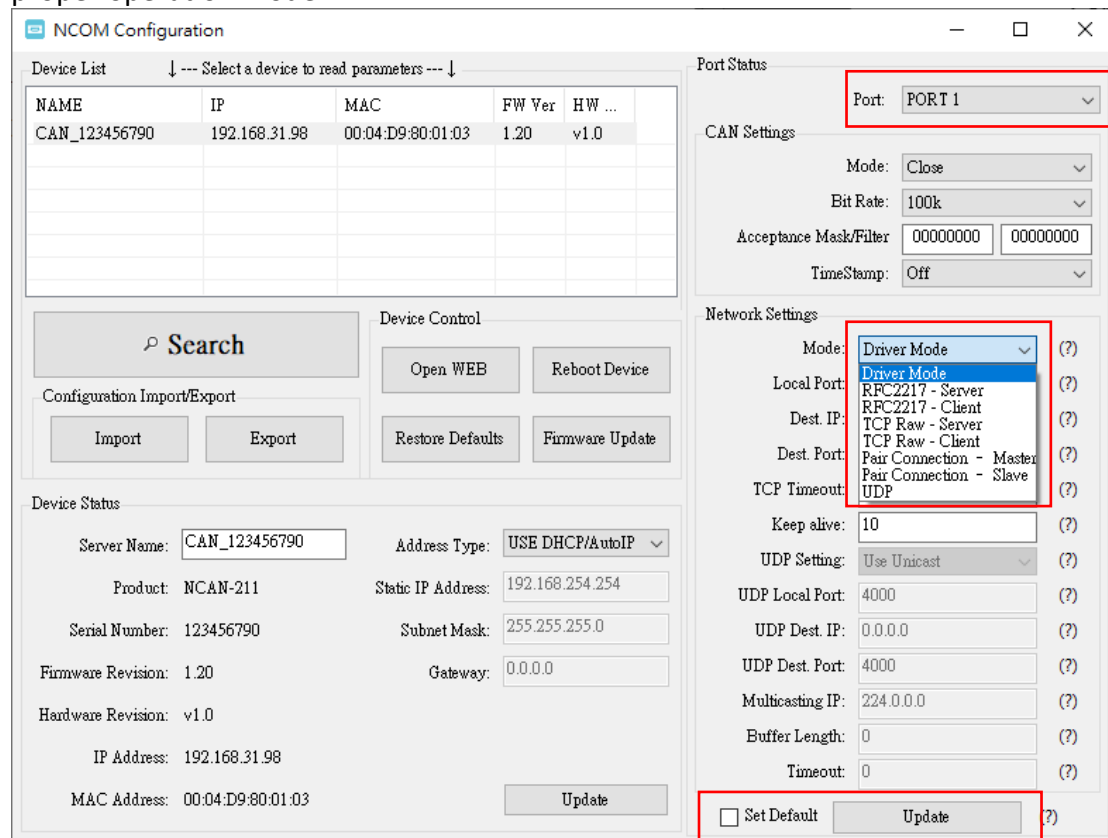 proper operation mode
NCOM Configuration
Device List ↓ --- Select a device to read parameters --- ↓
NAME IP MAC FW Ver HW ...
CAN_123456790 192.168.31.98 00:04:D9:80:01:03 1.20 v1.0
Search
Configuration Import/Export
Import Export
Device Control
Open WEB Reboot Device
Restore Defaults Firmware Update
Device Status
Server Name: CAN_123456790 Address Type: USE DHCP/AutoIP
Product: NCAN-211 Static IP Address: 192.168.254.254
Serial Number: 123456790 Subnet Mask: 255.255.255.0
Firmware Revision: 1.20 Gateway: 0.0.0.0
Hardware Revision: v1.0
IP Address: 192.168.31.98
MAC Address: 00:04:D9:80:01:03 Update
Port Status
Port: PORT 1
CAN Settings
Mode: Close
Bit Rate: 100k
Acceptance Mask/Filter 00000000 00000000
TimeStamp: Off
Network Settings
Mode: Driver Mode (?)
Driver Mode
RFC2217 - Server
RFC2217 - Client
TCP Raw - Server
TCP Raw - Client
Pair Connection - Master
Pair Connection - Slave
UDP
Local Port: (?)
Dest. IP: (?)
Dest. Port: (?)
TCP Timeout: (?)
Keep alive: 10 (?)
UDP Setting: Use Unicast (?)
UDP Local Port: 4000 (?)
UDP Dest. IP: 0.0.0.0 (?)
UDP Dest. Port: 4000 (?)
Multicasting IP: 224.0.0.0 (?)
Buffer Length: 0 (?)
Timeout: 0 (?)
Set Default Update (?)